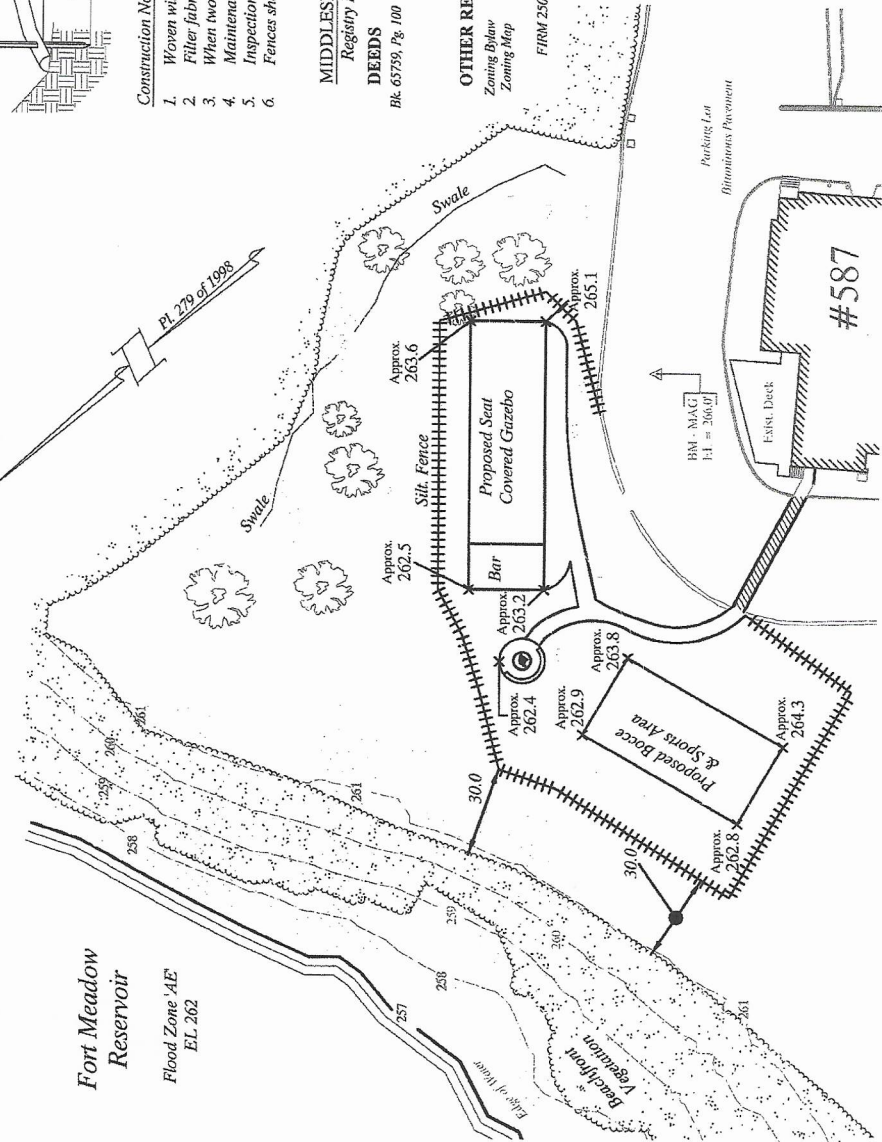 Construction No
1. Woven wi
2. Filter fabr
3. When two
4. Maintena
5. Inspection
6. Fences sh
MIDDLES
Registry
DEEDS
Bk. 65759, Pg. 100
OTHER RE
Zoning Bylaw
Zoning Map
FIRM 250
Pl. 279 of 1998
Fort Meadow
Reservoir
Flood Zone 'AE'
EL 262
Swale
Swale
Silt. Fence
Approx.
263.6
Approx.
265.1
Approx.
262.5
Approx.
263.2
Proposed Seat
Covered Gazebo
Bar
Approx.
262.4
Approx.
262.9
Approx.
263.8
Approx.
264.3
Approx.
262.8
Proposed Bocce
& Sports Area
30.0
30.0
261
260
259
258
261
259
258
260
257
261
Edge of Water
Beachfront
Vegetation
BM - MAG
El. = 266.0'
Exist. Deck
#587
Parking Lot
Bituminous Pavement